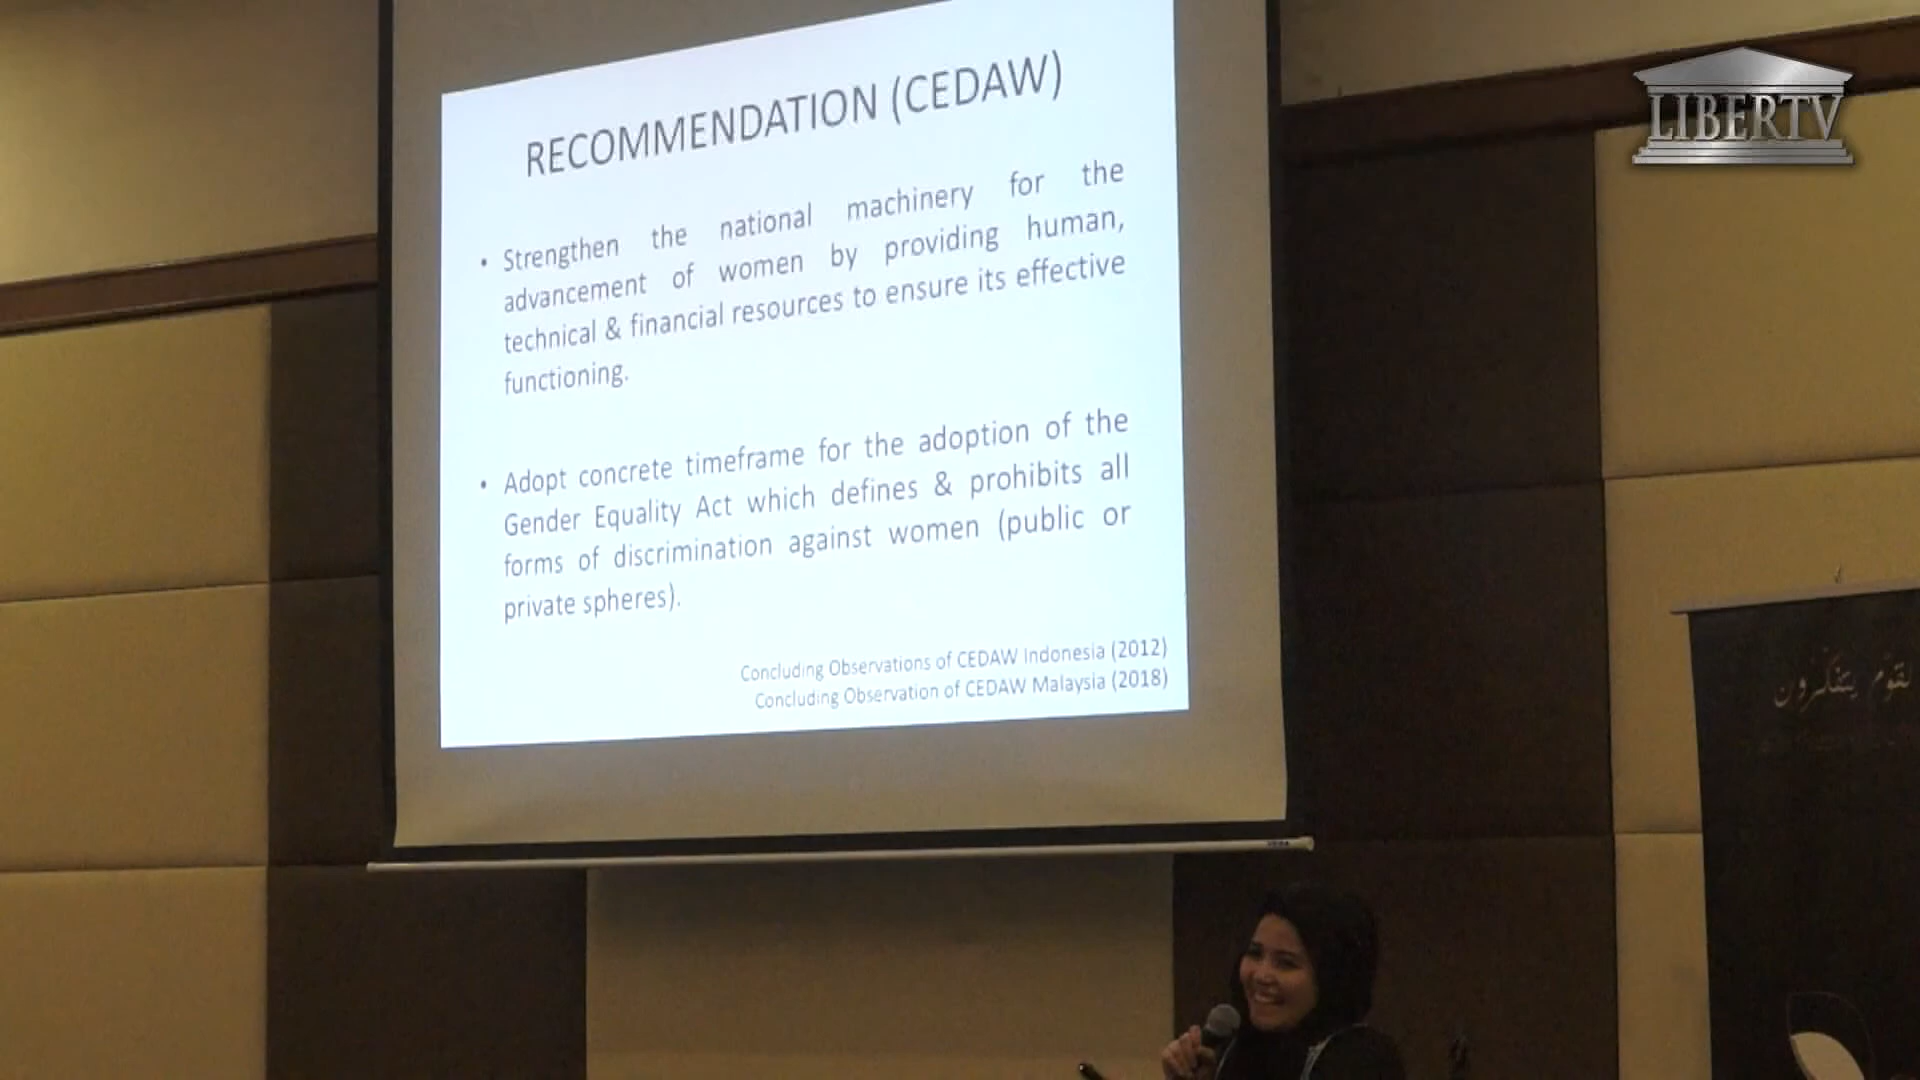 LIBERTV
RECOMMENDATION (CEDAW)
• Strengthen the national machinery for the
advancement of women by providing human,
technical & financial resources to ensure its effective
functioning.
• Adopt concrete timeframe for the adoption of the
Gender Equality Act which defines & prohibits all
forms of discrimination against women (public or
private spheres).
Concluding Observations of CEDAW Indonesia (2012)
Concluding Observation of CEDAW Malaysia (2018)
لقوم يتفكرون